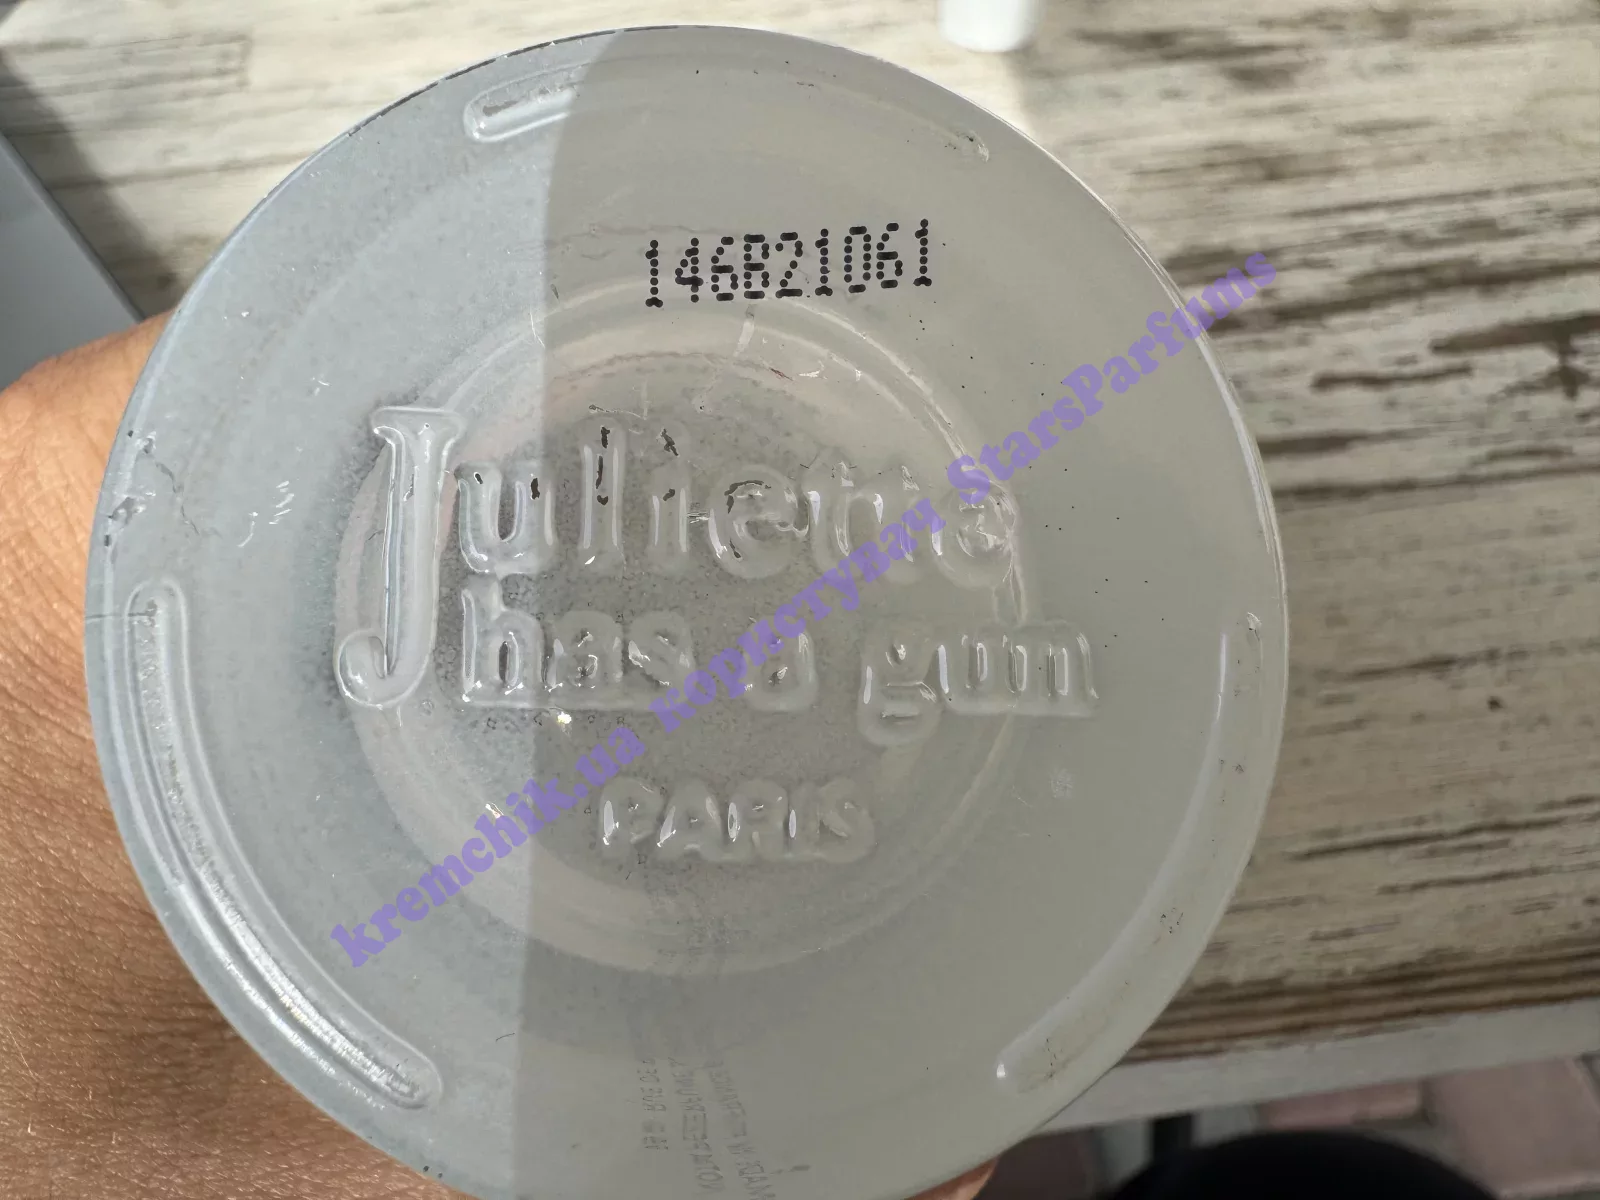 146B21061
Juliette
has a gun
PARIS
kremchik.ua користувач StarsParfums